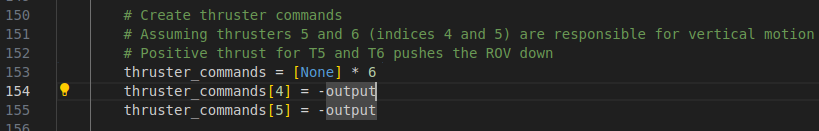 150 # Create thruster commands
151 # Assuming thrusters 5 and 6 (indices 4 and 5) are responsible for vertical motion
152 # Positive thrust for T5 and T6 pushes the ROV down
153 thruster_commands = [None] * 6
154 thruster_commands[4] = -output
155 thruster_commands[5] = -output
156